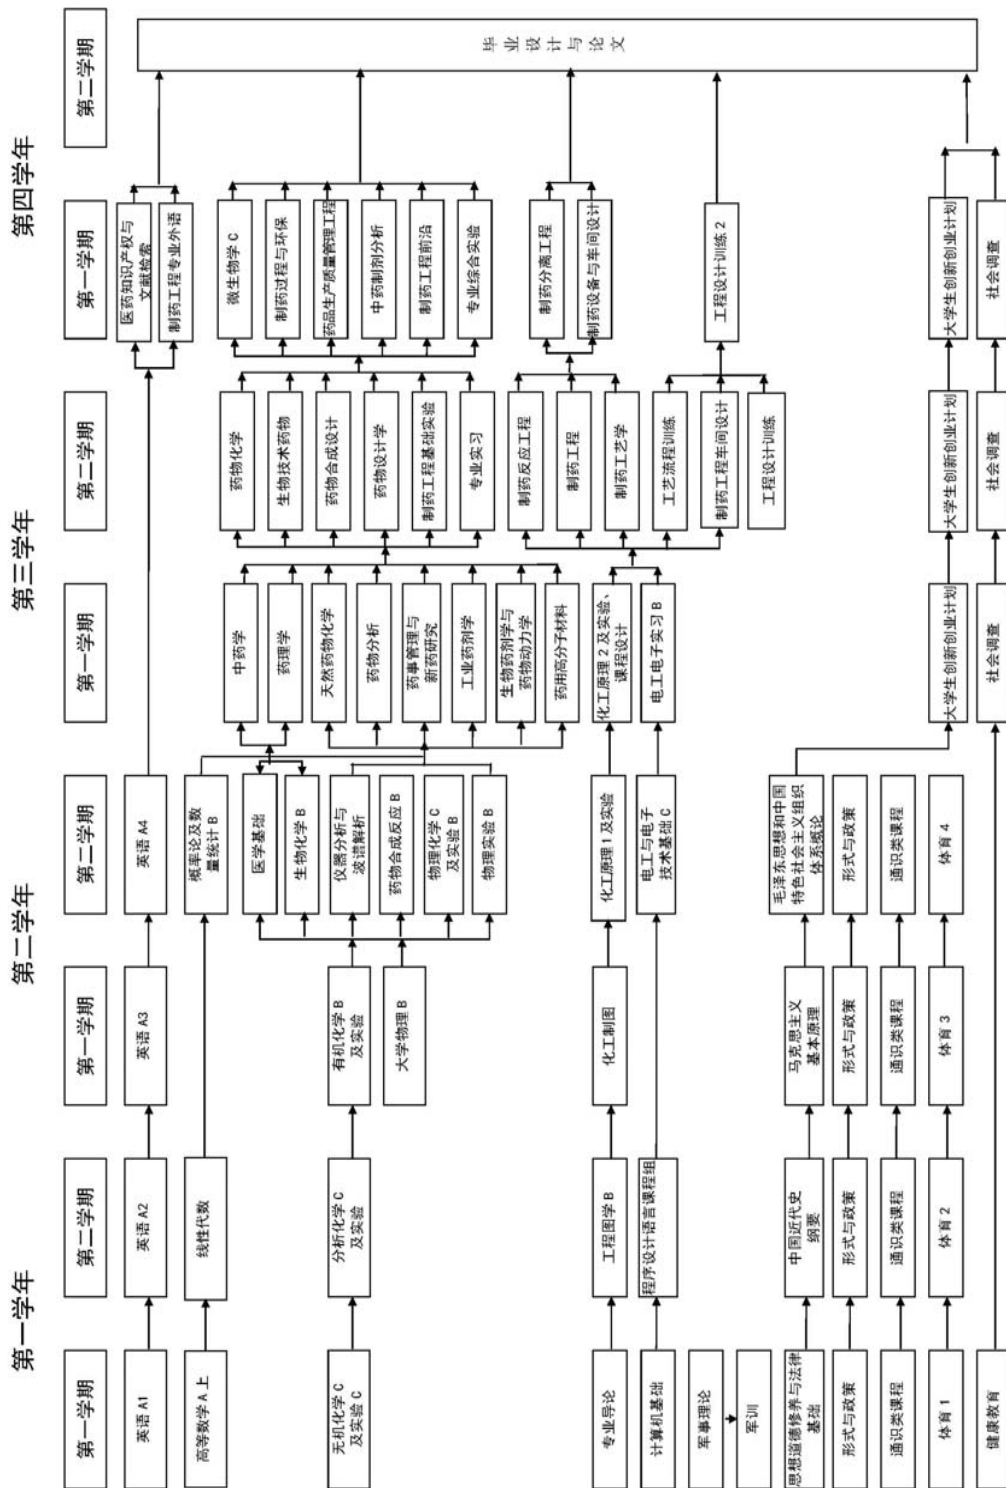 第一学年
第二学年
第三学年
第四学年
第一学期
第二学期
第一学期
第二学期
第一学期
第二学期
第一学期
第二学期
英语 A1
英语 A2
英语 A3
英语 A4
医药知识产权与
文献检索
制药工程专业外语
高等数学 A 上
线性代数
概率论及数
量统计 B
医学基础
生物化学 B
中药学
药理学
药物化学
生物技术药物
药物合成设计
药物设计学
制药工程基础实验
专业实习
微生物学 C
制药过程与环保
药品生产质量管理工程
中药制剂分析
制药工程前沿
专业综合实验
无机化学 C
及实验 C
分析化学 C
及实验
有机化学 B
及实验
大学物理 B
仪器分析与
波谱解析
药物合成反应 B
物理化学 C
及实验 B
物理实验 B
天然药物化学
药物分析
药事管理与
新药研究
工业药剂学
生物药剂学与
药物动力学
药用高分子材料
专业导论
工程图学 B
化工制图
化工原理 1 及实验
化工原理 2 及实验、
课程设计
制药反应工程
制药工程
制药工艺学
工艺流程训练
制药工程车间设计
工程设计训练
制药分离工程
制药设备与车间设计
工程设计训练 2
计算机基础
程序设计语言课程组
电工与电子
技术基础 C
电工电子实习 B
军事理论
军训
思想道德修养与法律
基础
中国近代史
纲要
马克思主义
基本原理
毛泽东思想和中国
特色社会主义组织
体系概论
大学生创新创业计划
大学生创新创业计划
大学生创新创业计划
形式与政策
形式与政策
形式与政策
形式与政策
通识类课程
通识类课程
通识类课程
通识类课程
体育 1
体育 2
体育 3
体育 4
健康教育
社会调查
社会调查
社会调查
毕业设计与论文